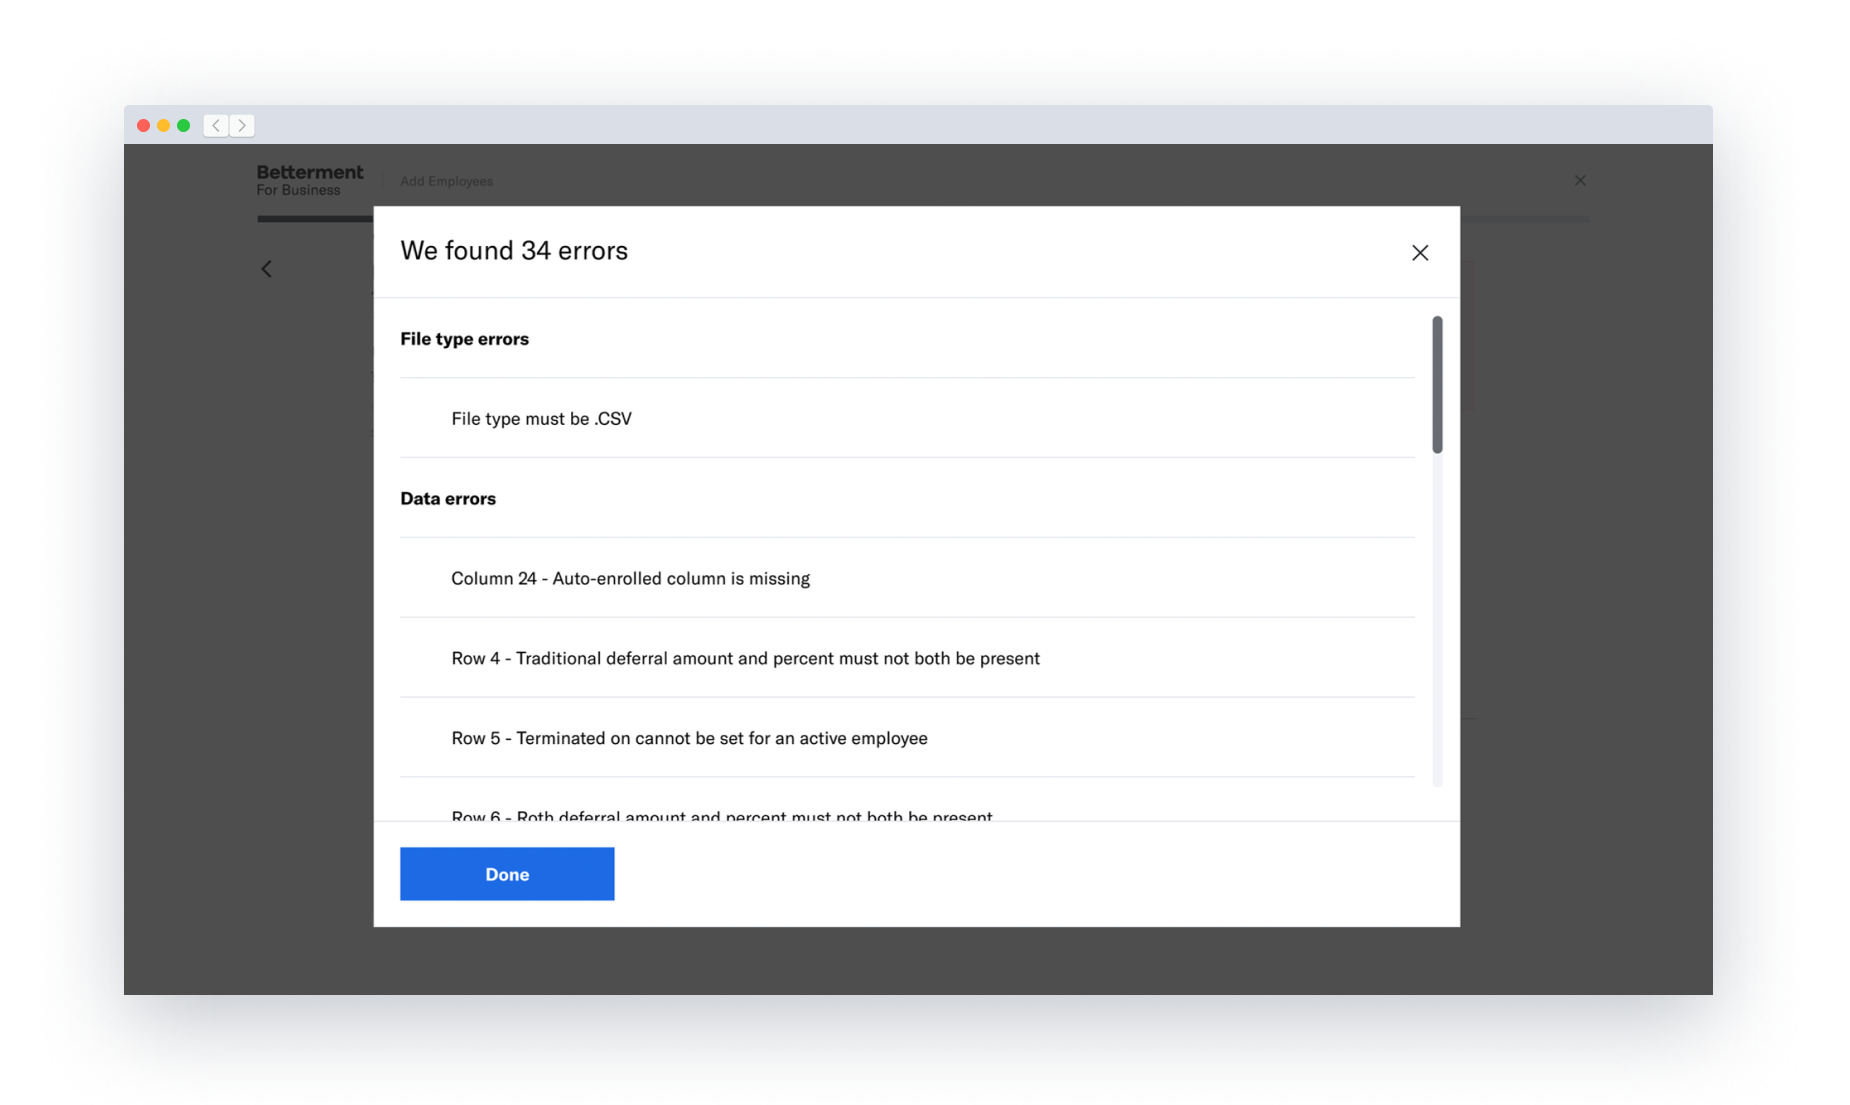 Betterment
For Business
Add Employees
We found 34 errors
File type errors
File type must be .CSV
Data errors
Column 24 - Auto-enrolled column is missing
Row 4 - Traditional deferral amount and percent must not both be present
Row 5 - Terminated on cannot be set for an active employee
Row 6 - Roth deferral amount and percent must not both be present
Done